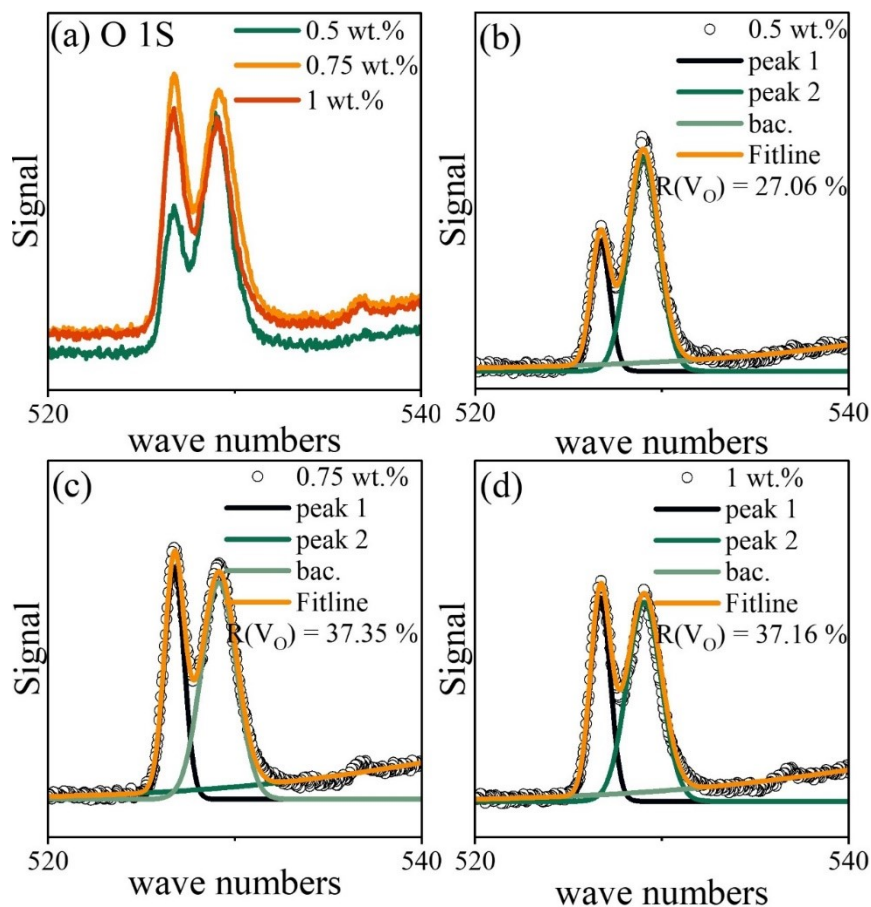 (a) O 1S
0.5 wt.%
0.75 wt.%
1 wt.%
Signal
520
540
wave numbers
(b)
0.5 wt.%
peak 1
peak 2
bac.
Fitline
R(V_O) = 27.06 %
Signal
520
540
wave numbers
(c)
0.75 wt.%
peak 1
peak 2
bac.
Fitline
R(V_O) = 37.35 %
Signal
520
540
wave numbers
(d)
1 wt.%
peak 1
peak 2
bac.
Fitline
R(V_O) = 37.16 %
Signal
520
540
wave numbers